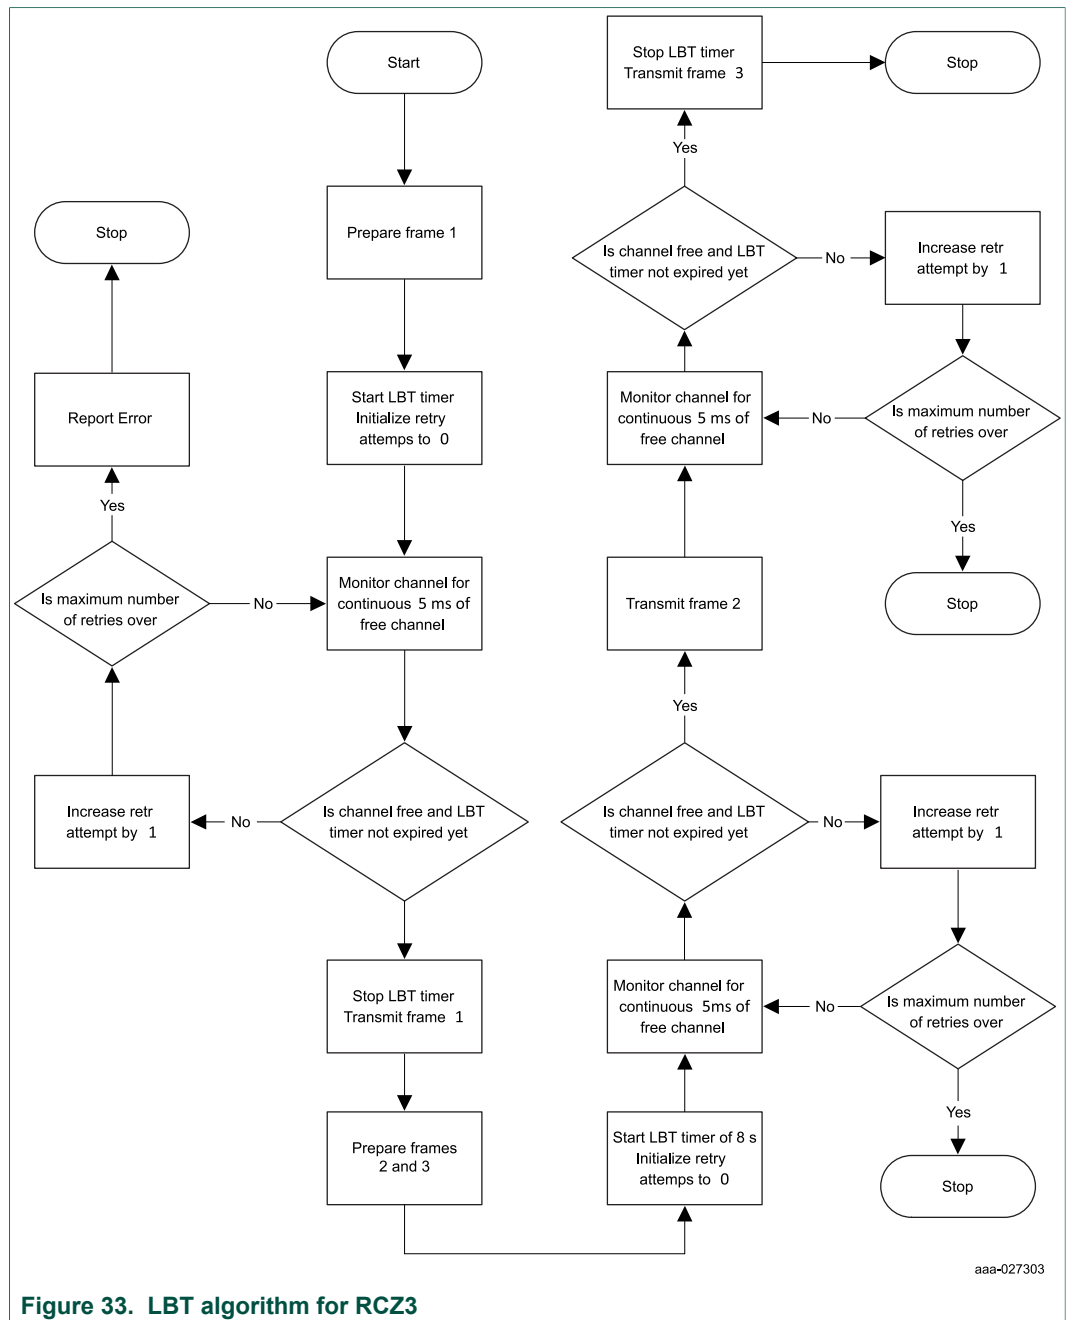 Start
Prepare frame 1
Start LBT timer
Initialize retry
attemps to 0
Monitor channel for
continuous 5 ms of
free channel
Is channel free and LBT
timer not expired yet
No
Increase retr
attempt by 1
Is maximum number
of retries over
No
Yes
Report Error
Stop
Stop LBT timer
Transmit frame 1
Prepare frames
2 and 3
Start LBT timer of 8 s
Initialize retry
attemps to 0
Monitor channel for
continuous 5ms of
free channel
Is channel free and LBT
timer not expired yet
No
Increase retr
attempt by 1
Is maximum number
of retries over
No
Yes
Stop
Yes
Transmit frame 2
Monitor channel for
continuous 5 ms of
free channel
Is channel free and LBT
timer not expired yet
No
Increase retr
attempt by 1
Is maximum number
of retries over
No
Yes
Stop
Yes
Stop LBT timer
Transmit frame 3
Stop
aaa-027303
Figure 33. LBT algorithm for RCZ3